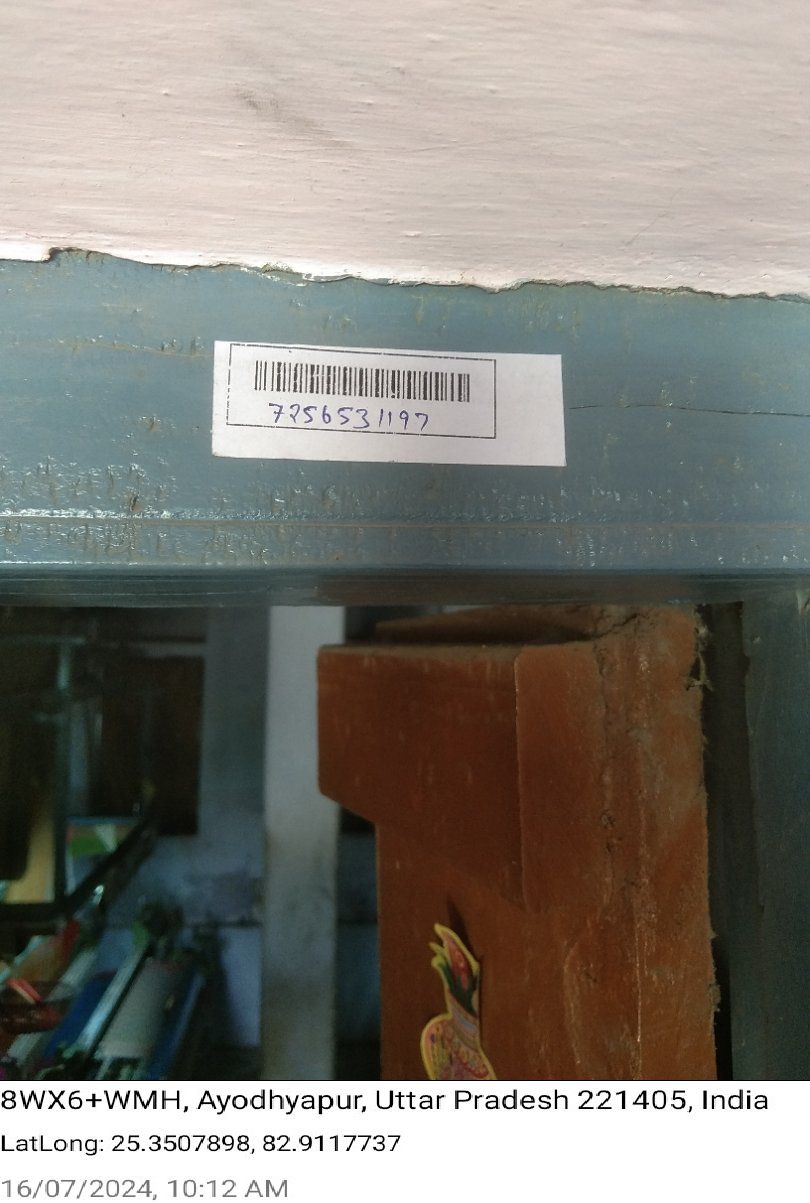 7256531197
8WX6+WMH, Ayodhyapur, Uttar Pradesh 221405, India
LatLong: 25.3507898, 82.9117737
16/07/2024, 10:12 AM